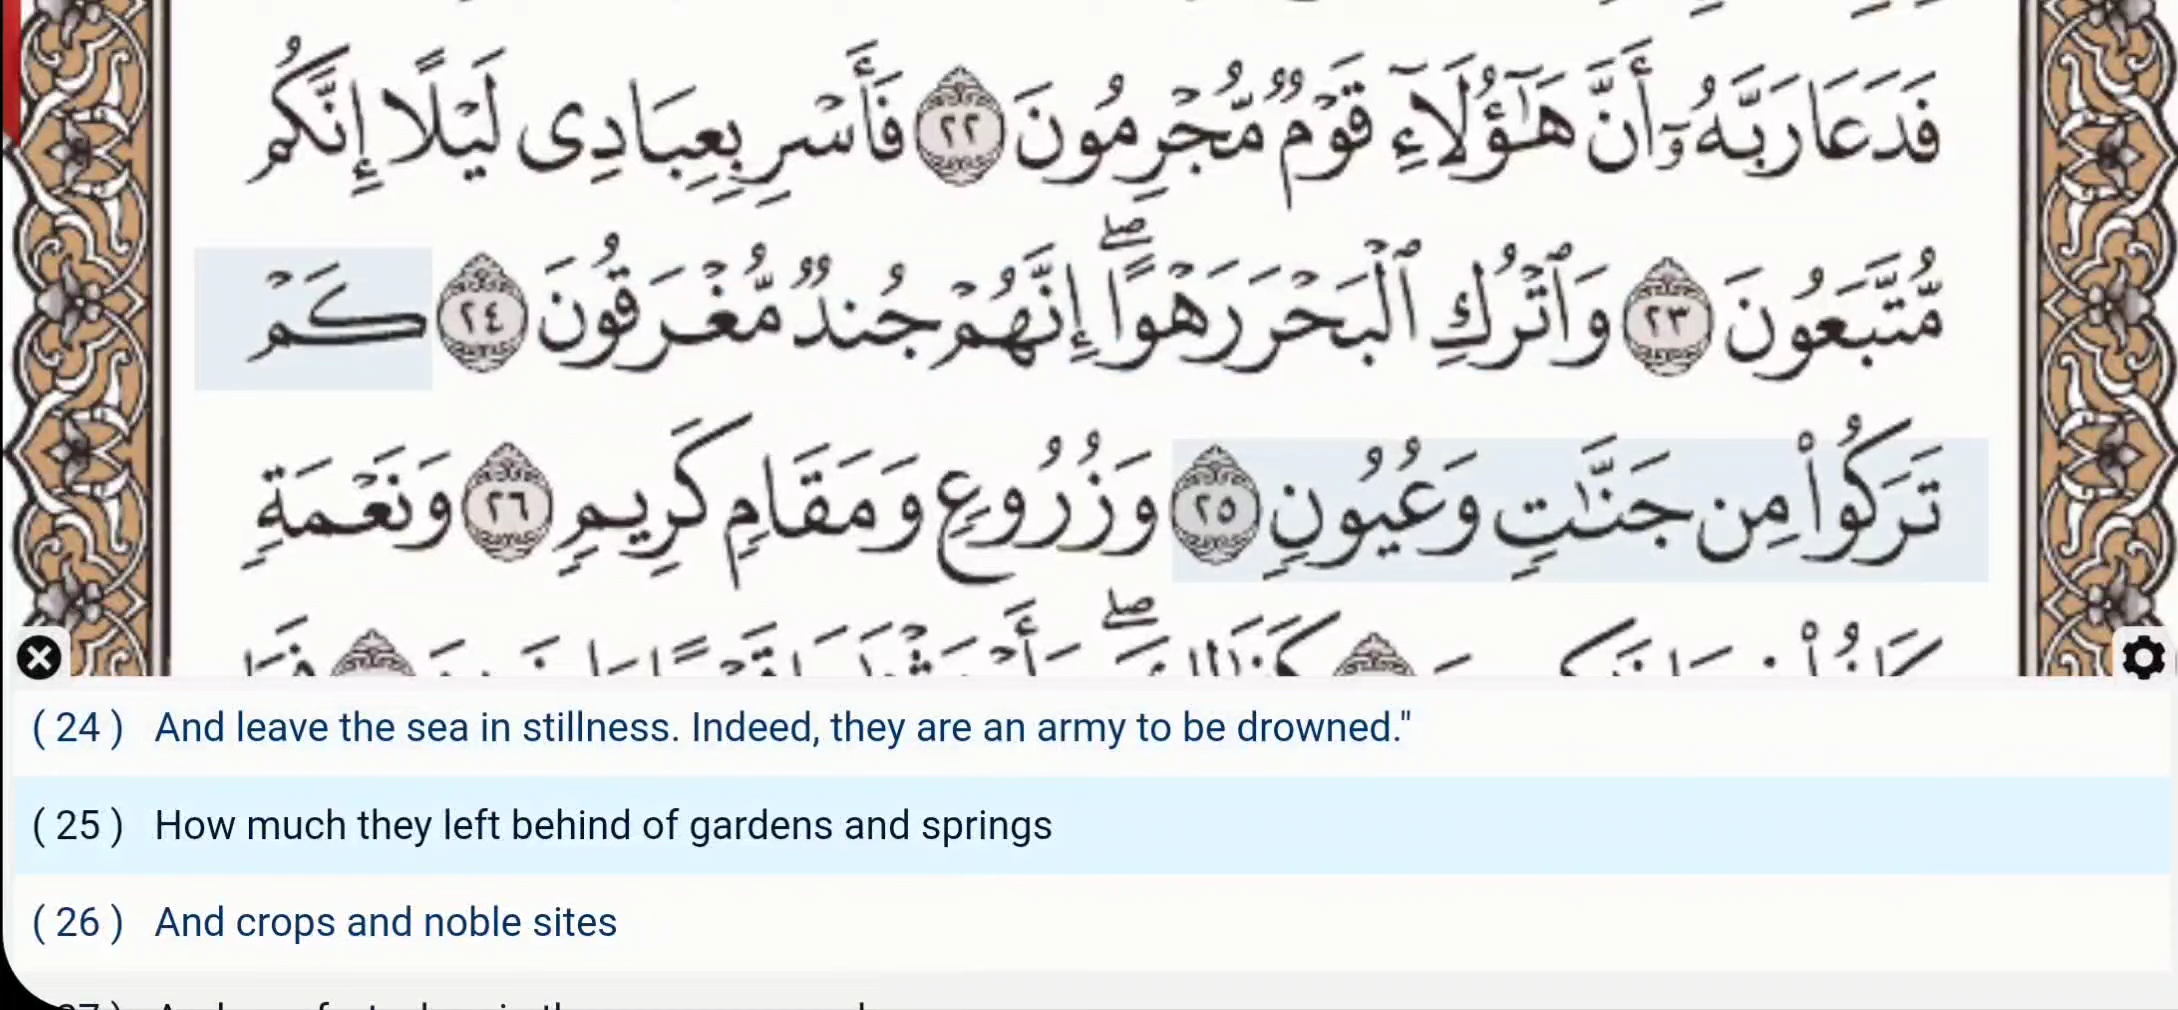 فَدَعَا رَبَّهُۥٓ أَنَّ هَـٰٓؤُلَآءِ قَوْمٌ مُّجْرِمُونَ ٢٢ فَأَسْرِ بِعِبَادِى لَيْلًا إِنَّكُم
مُّتَّبَعُونَ ٢٣ وَٱتْرُكِ ٱلْبَحْرَ رَهْوًا ۖ إِنَّهُمْ جُندٌ مُّغْرَقُونَ ٢٤ كَمْ
تَرَكُوا۟ مِن جَنَّـٰتٍ وَعُيُونٍ ٢٥ وَزُرُوعٍ وَمَقَامٍ كَرِيمٍ ٢٦ وَنَعْمَةٍ
( 24 ) And leave the sea in stillness. Indeed, they are an army to be drowned."
( 25 ) How much they left behind of gardens and springs
( 26 ) And crops and noble sites